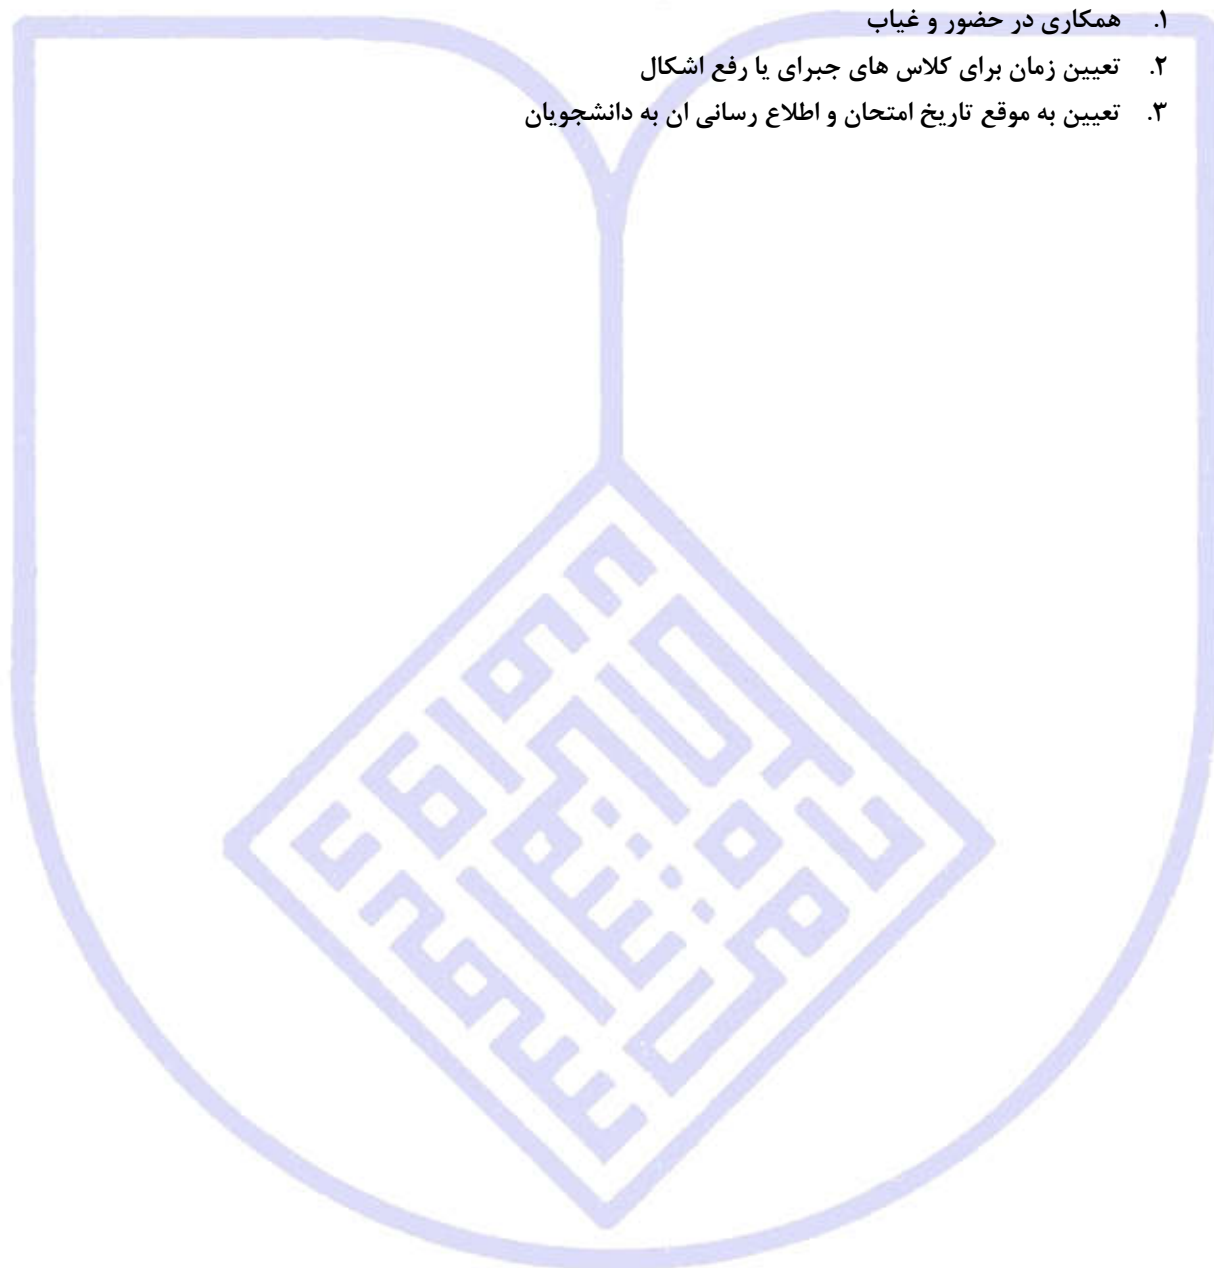 ۱. همکاری در حضور و غیاب
۲. تعیین زمان برای کلاس های جبرای یا رفع اشکال
۳. تعیین به موقع تاریخ امتحان و اطلاع رسانی ان به دانشجویان